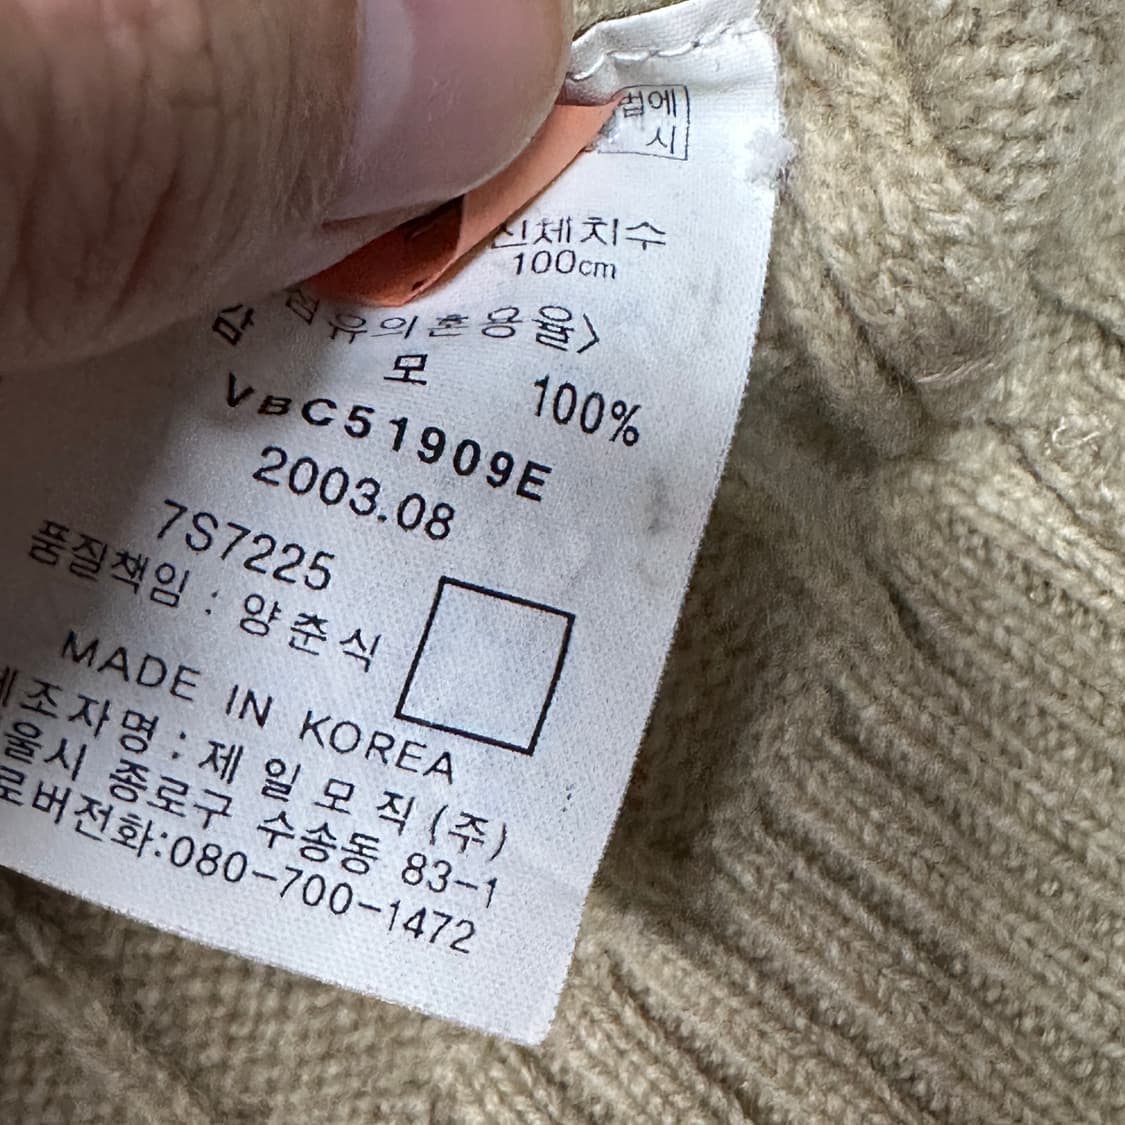 법에
시
신체치수
100cm
섬유의혼용율>
감 모 100%
VBC51909E
2003.08
7S7225
품질책임 : 양춘식
MADE IN KOREA
제조자명 : 제일모직(주)
울시 종로구 수송동 83-1
로버전화:080-700-1472